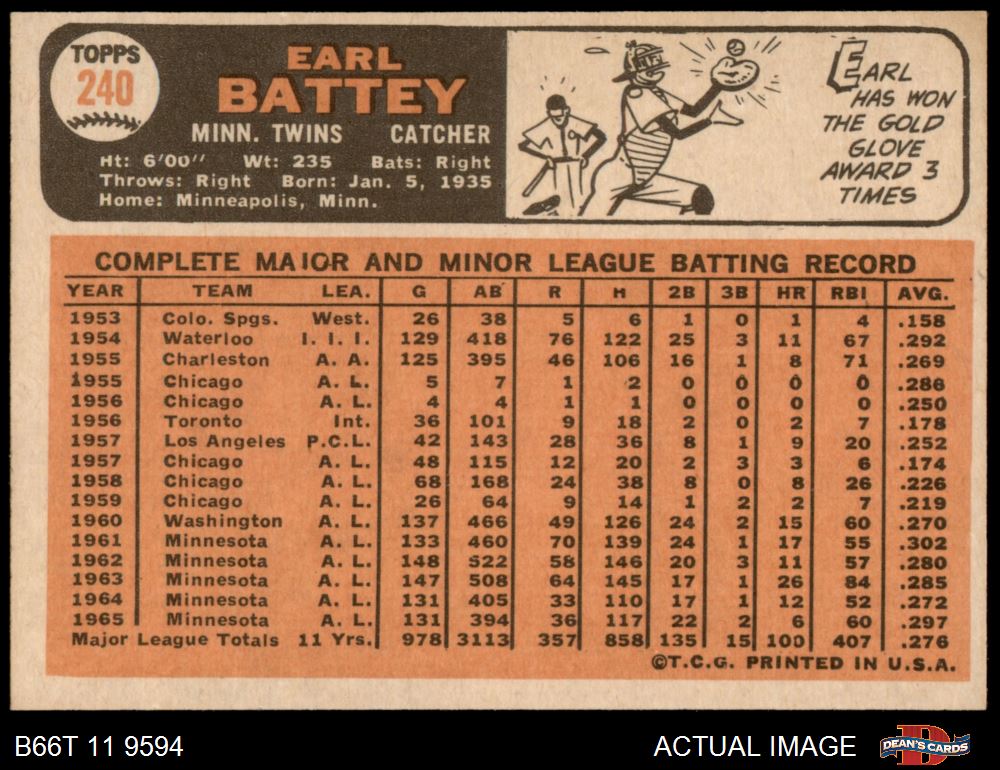 TOPPS
240
EARL
BATTEY
MINN. TWINS CATCHER
Ht: 6'00" Wt: 235 Bats: Right
Throws: Right Born: Jan. 5, 1935
Home: Minneapolis, Minn.
EARL
HAS WON
THE GOLD
GLOVE
AWARD 3
TIMES
COMPLETE MAJOR AND MINOR LEAGUE BATTING RECORD
YEAR TEAM LEA. G AB R H 2B 3B HR RBI AVG.
1953 Colo. Spgs. West. 26 38 5 6 1 0 1 4 .158
1954 Waterloo I. I. I. 129 418 76 122 25 3 11 67 .292
1955 Charleston A. A. 125 395 46 106 16 1 8 71 .269
1955 Chicago A. L. 5 7 1 2 0 0 0 0 .286
1956 Chicago A. L. 4 4 1 1 0 0 0 0 .250
1956 Toronto Int. 36 101 9 18 2 0 2 7 .178
1957 Los Angeles P.C.L. 42 143 28 36 8 1 9 20 .252
1957 Chicago A. L. 48 115 12 20 2 3 3 6 .174
1958 Chicago A. L. 68 168 24 38 8 0 8 26 .226
1959 Chicago A. L. 26 64 9 14 1 2 2 7 .219
1960 Washington A. L. 137 466 49 126 24 2 15 60 .270
1961 Minnesota A. L. 133 460 70 139 24 1 17 55 .302
1962 Minnesota A. L. 148 522 58 146 20 3 11 57 .280
1963 Minnesota A. L. 147 508 64 145 17 1 26 84 .285
1964 Minnesota A. L. 131 405 33 110 17 1 12 52 .272
1965 Minnesota A. L. 131 394 36 117 22 2 6 60 .297
Major League Totals 11 Yrs. 978 3113 357 858 135 15 100 407 .276
©T.C.G. PRINTED IN U.S.A.
B66T 11 9594 ACTUAL IMAGE
DEAN'S CARDS